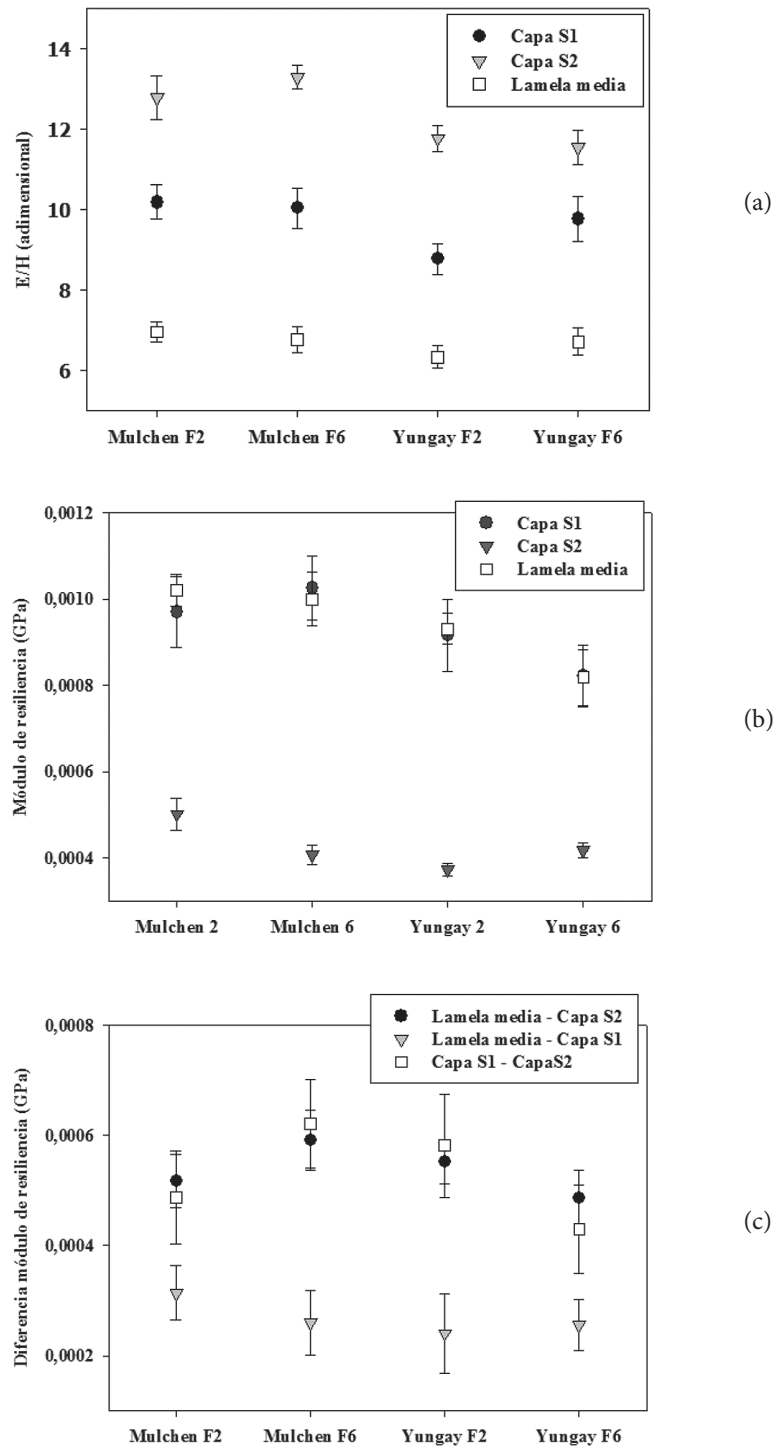 Capa S1
Capa S2
Lamela media
14
12
10
8
6
E/H (adimensional)
Mulchen F2
Mulchen F6
Yungay F2
Yungay F6
(a)
0,0012
0,0010
0,0008
0,0006
0,0004
Módulo de resiliencia (GPa)
Capa S1
Capa S2
Lamela media
Mulchen 2
Mulchen 6
Yungay 2
Yungay 6
(b)
Lamela media - Capa S2
Lamela media - Capa S1
Capa S1 - CapaS2
0,0008
0,0006
0,0004
0,0002
Diferencia módulo de resiliencia (GPa)
Mulchen F2
Mulchen F6
Yungay F2
Yungay F6
(c)